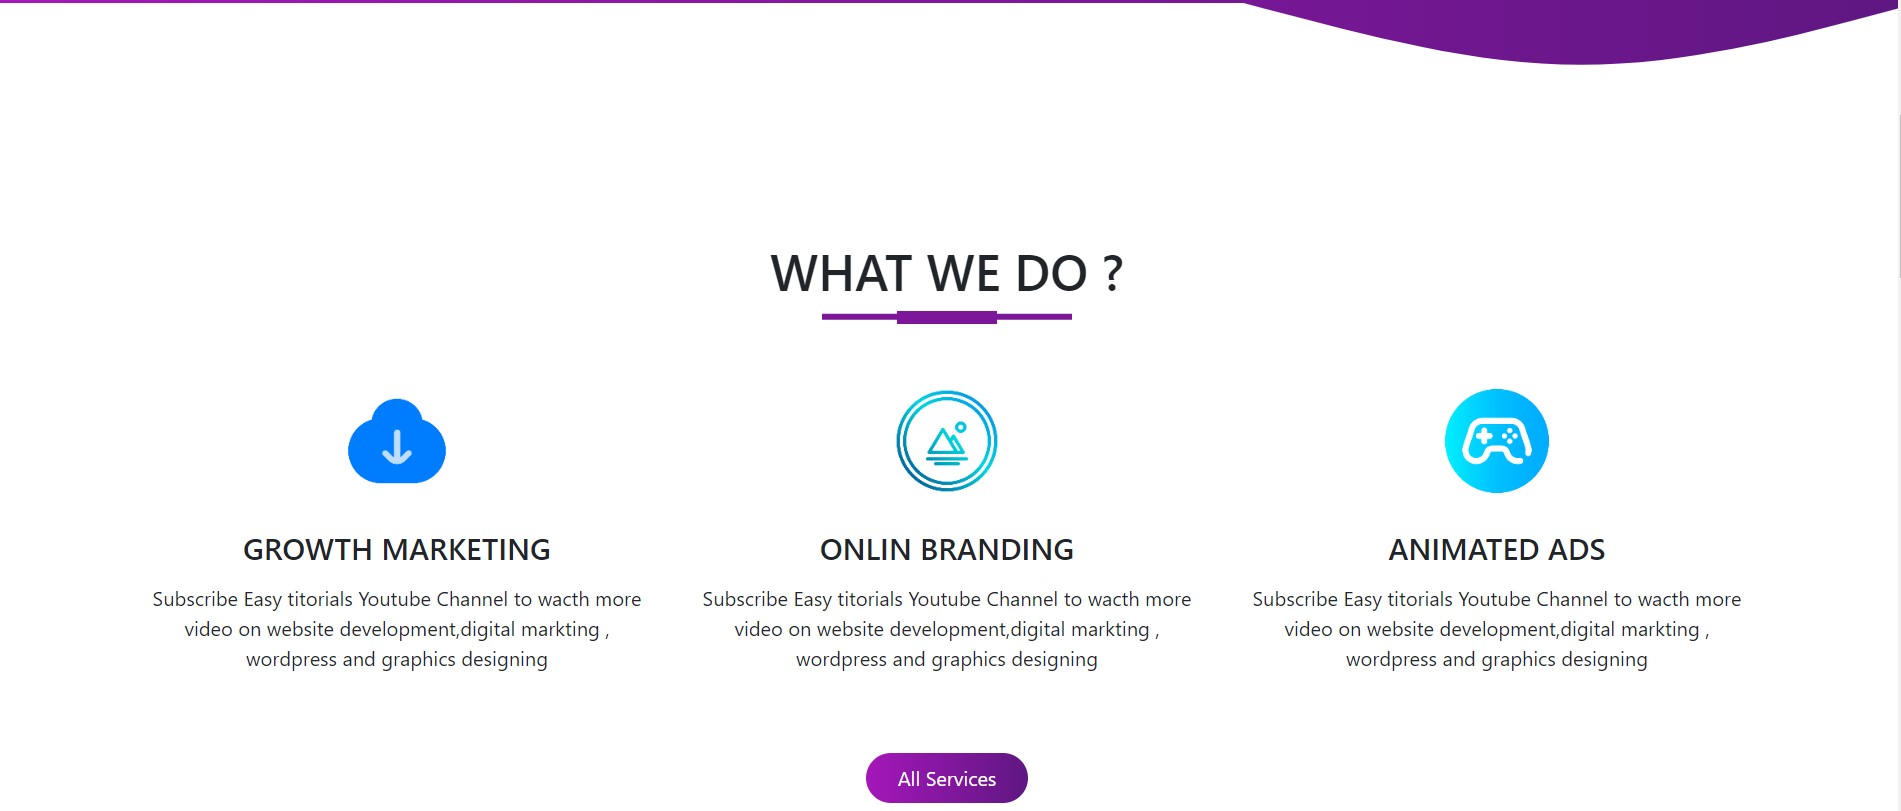 WHAT WE DO ?
GROWTH MARKETING
Subscribe Easy titorials Youtube Channel to wacth more
video on website development,digital markting ,
wordpress and graphics designing
ONLIN BRANDING
Subscribe Easy titorials Youtube Channel to wacth more
video on website development,digital markting ,
wordpress and graphics designing
ANIMATED ADS
Subscribe Easy titorials Youtube Channel to wacth more
video on website development,digital markting ,
wordpress and graphics designing
All Services